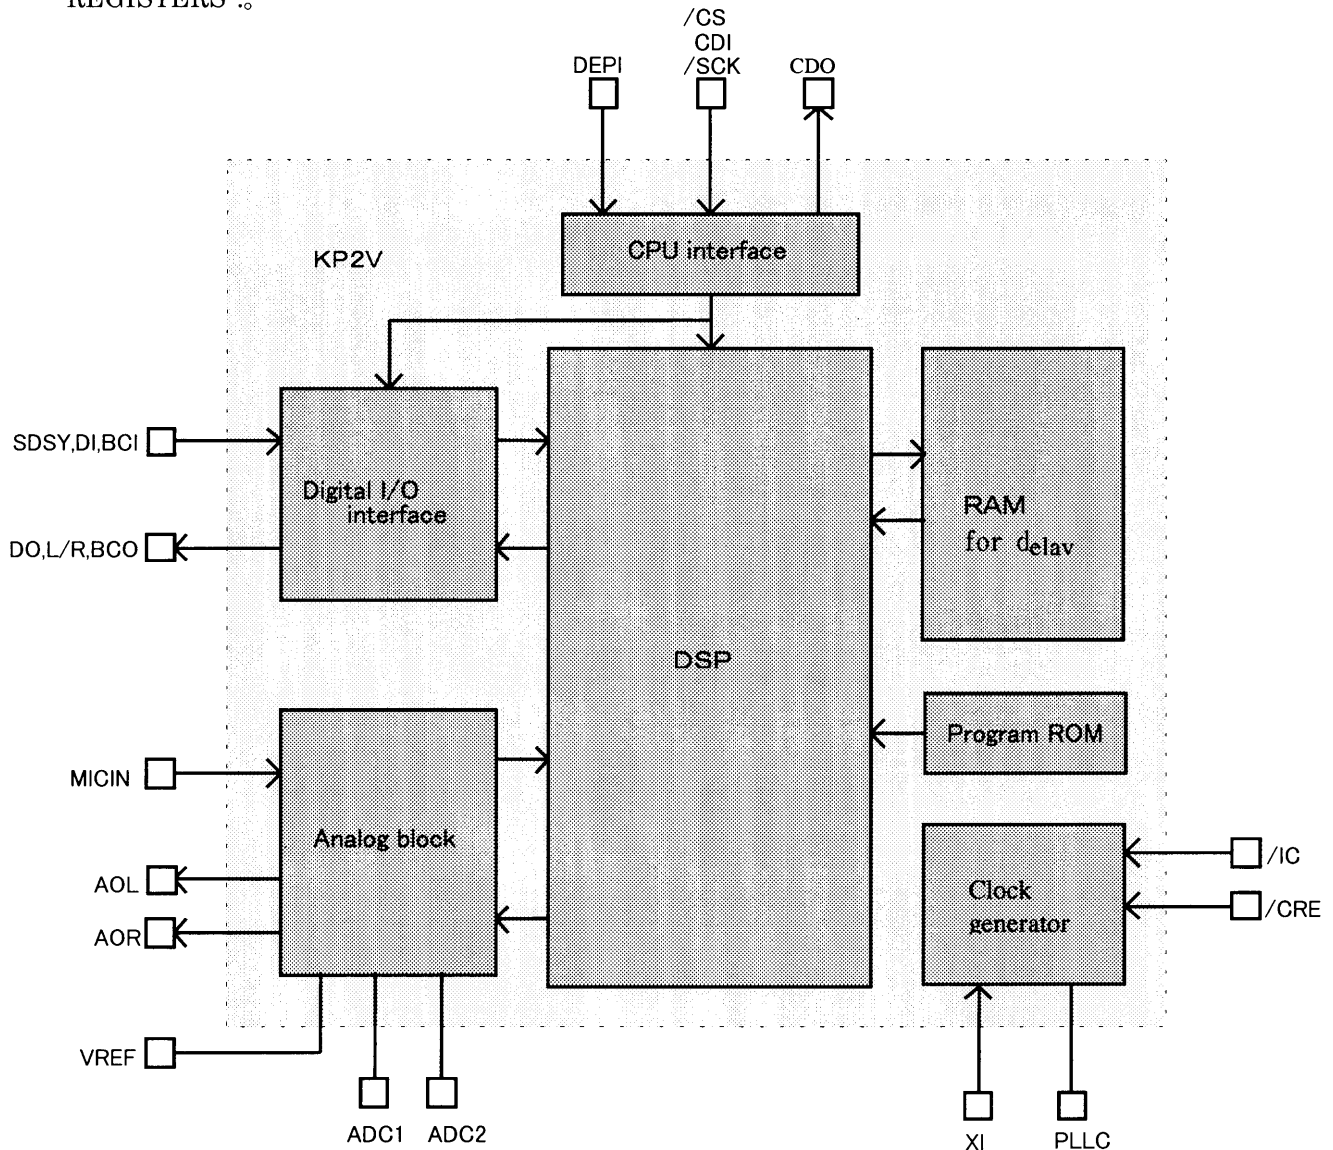 REGISTERS :。
/CS
CDI
DEPI
/SCK
CDO
KP2V
CPU interface
SDSY,DI,BCI
Digital I/O
interface
DO,L/R,BCO
RAM
for delav
DSP
Program ROM
MICIN
Analog block
AOL
AOR
Clock
generator
/IC
/CRE
VREF
ADC1
ADC2
XI
PLLC